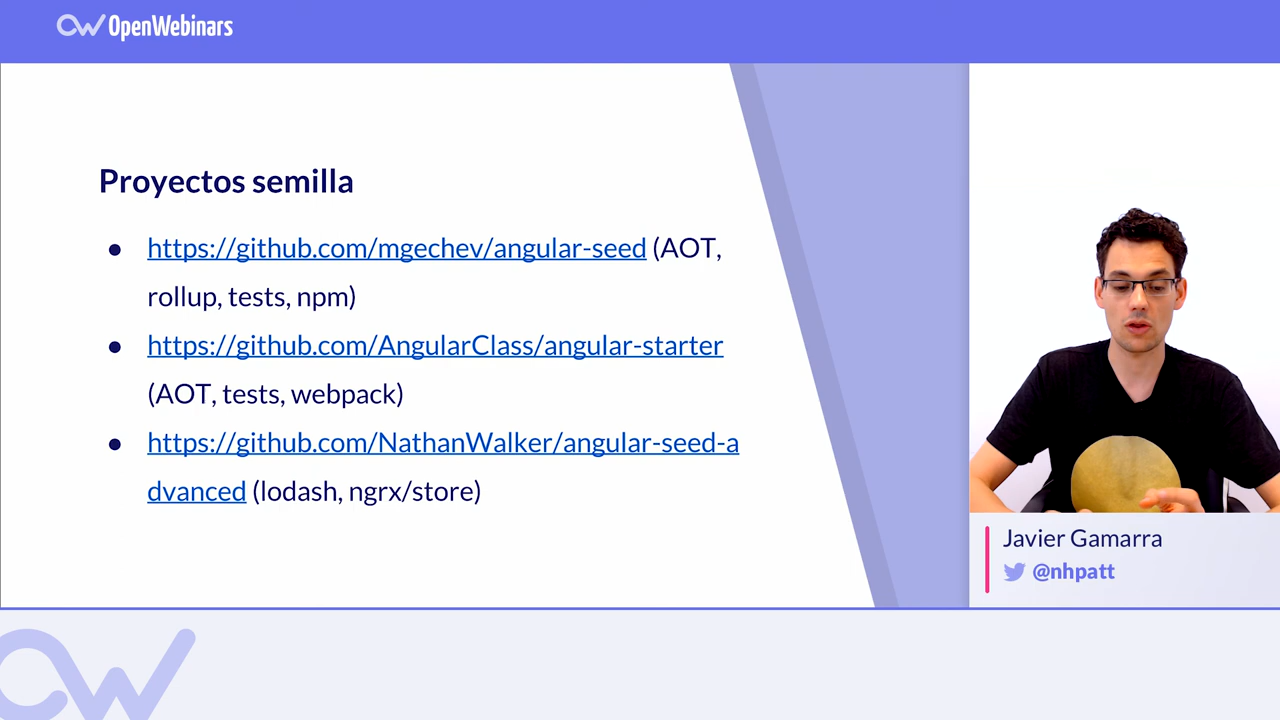 OpenWebinars
Proyectos semilla
● https://github.com/mgechev/angular-seed (AOT,
rollup, tests, npm)
● https://github.com/AngularClass/angular-starter
(AOT, tests, webpack)
● https://github.com/NathanWalker/angular-seed-a
dvanced (lodash, ngrx/store)
Javier Gamarra
@nhpatt